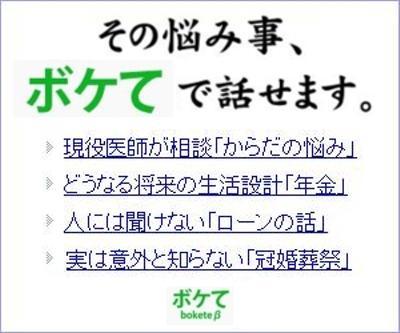 その悩み事、
ボケて で話せます。
現役医師が相談「からだの悩み」
どうなる将来の生活設計「年金」
人には聞けない「ローンの話」
実は意外と知らない「冠婚葬祭」
ボケて
bokete β